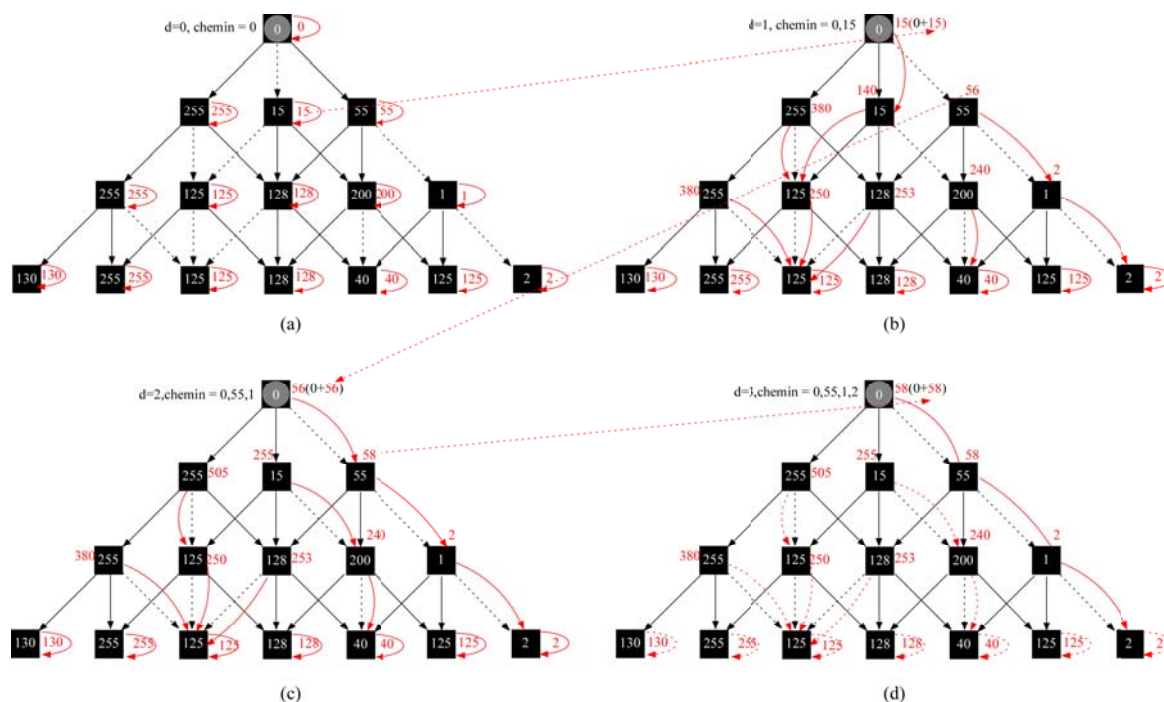 d=0, chemin = 0 0 0
255 255 15 15 55 55
255 255 125 125 128 128 200 200 1 1
130 130 255 255 125 125 128 128 40 40 125 125 2 2
(a)
d=1, chemin = 0,15 0 15(0+15)
140 56
255 380 15 55
240 2
380 255 125 250 128 253 200 1
130 130 255 255 125 125 128 128 40 40 125 125 2 2
(b)
d=2,chemin = 0,55,1 0 56(0+56)
255 58
255 505 15 55
240 2
380 255 125 250 128 253 200 1
130 130 255 255 125 125 128 128 40 40 125 125 2 2
(c)
d=3,chemin = 0,55,1,2 0 58(0+58)
255 58
255 505 15 55
240 2
380 255 125 250 128 253 200 1
130 130 255 255 125 125 128 128 40 40 125 125 2 2
(d)